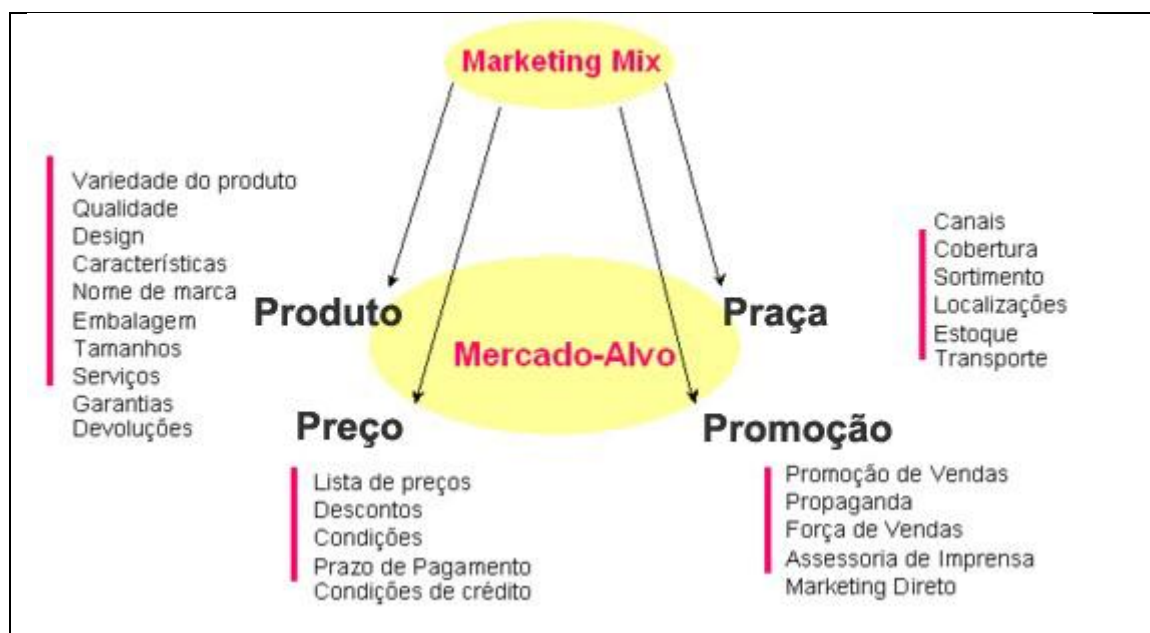 Marketing Mix
Variedade do produto
Qualidade
Design
Características
Nome de marca
Embalagem
Tamanhos
Serviços
Garantias
Devoluções
Produto
Praça
Canais
Cobertura
Sortimento
Localizações
Estoque
Transporte
Mercado-Alvo
Preço
Lista de preços
Descontos
Condições
Prazo de Pagamento
Condições de crédito
Promoção
Promoção de Vendas
Propaganda
Força de Vendas
Assessoria de Imprensa
Marketing Direto